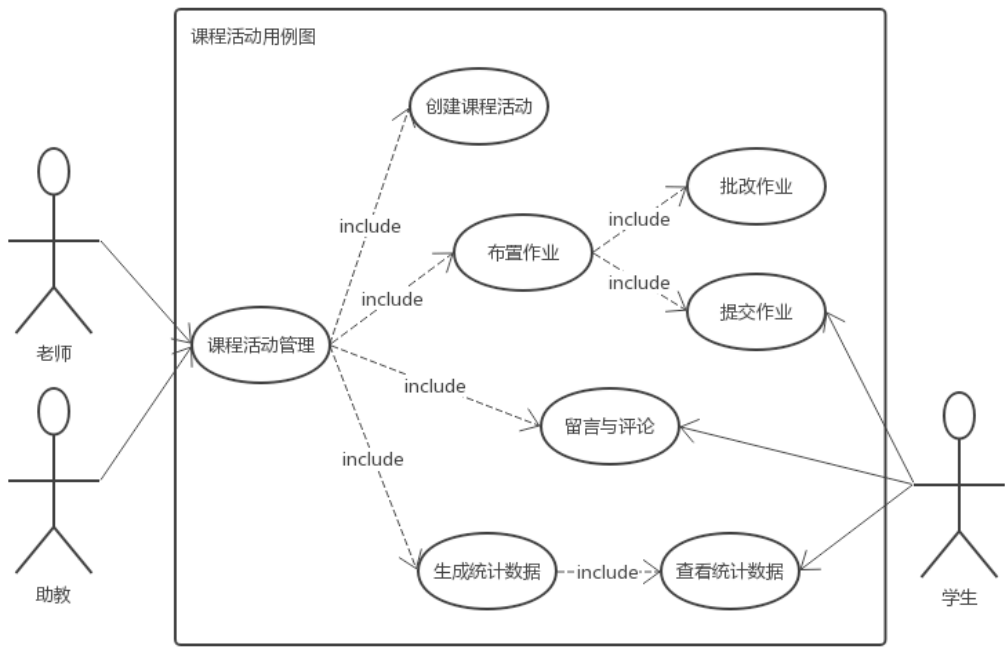 课程活动用例图
创建课程活动
批改作业
include
include
布置作业
include
include
提交作业
课程活动管理
老师
include
留言与评论
include
生成统计数据
include
查看统计数据
助教
学生